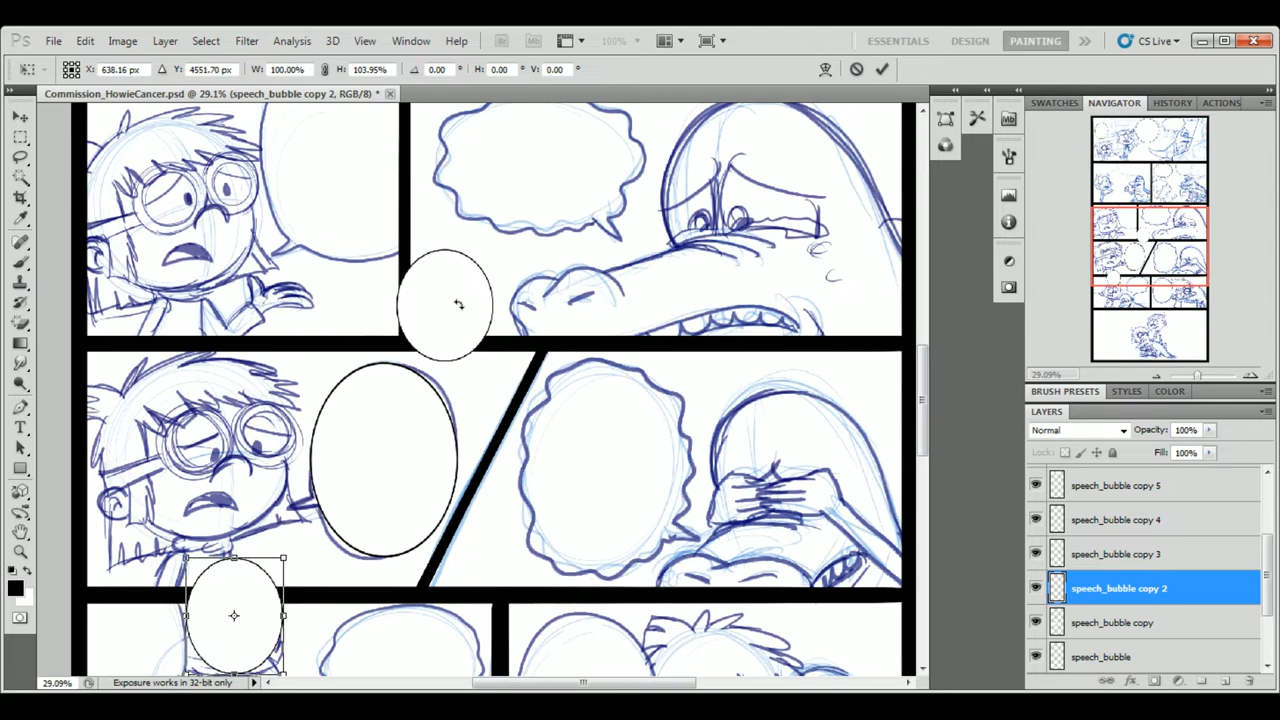 Ps File Edit Image Layer Select Filter Analysis 3D View Window Help Br Mb 100% ESSENTIALS DESIGN PAINTING CS Live
X: 638.16 px Y: 4551.70 px W: 100.00% H: 103.95% 0.00 ° H: 0.00 ° V: 0.00 °
Commission_HowieCancer.psd @ 29.1% (speech_bubble copy 2, RGB/8) *
SWATCHES NAVIGATOR HISTORY ACTIONS
Mb
29.09%
BRUSH PRESETS STYLES COLOR
LAYERS
Normal Opacity: 100%
Lock: Fill: 100%
speech_bubble copy 5
speech_bubble copy 4
speech_bubble copy 3
speech_bubble copy 2
speech_bubble copy
speech_bubble
29.09% Exposure works in 32-bit only